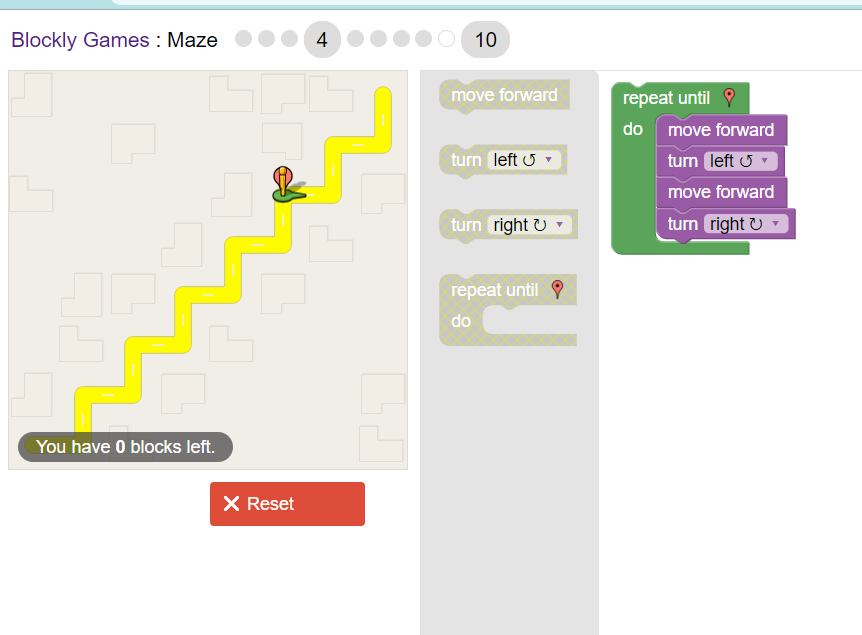 Blockly Games : Maze 4 10
You have 0 blocks left.
Reset
move forward
turn left ↺ ▼
turn right ↻ ▼
repeat until
do
repeat until
do
move forward
turn left ↺ ▼
move forward
turn right ↻ ▼